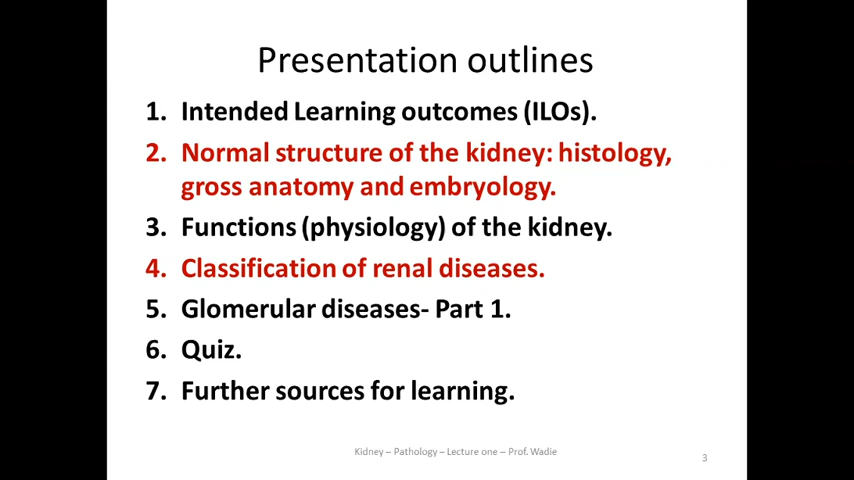 Presentation outlines
1. Intended Learning outcomes (ILOs).
2. Normal structure of the kidney: histology,
gross anatomy and embryology.
3. Functions (physiology) of the kidney.
4. Classification of renal diseases.
5. Glomerular diseases- Part 1.
6. Quiz.
7. Further sources for learning.
Kidney – Pathology – Lecture one – Prof. Wadie
3